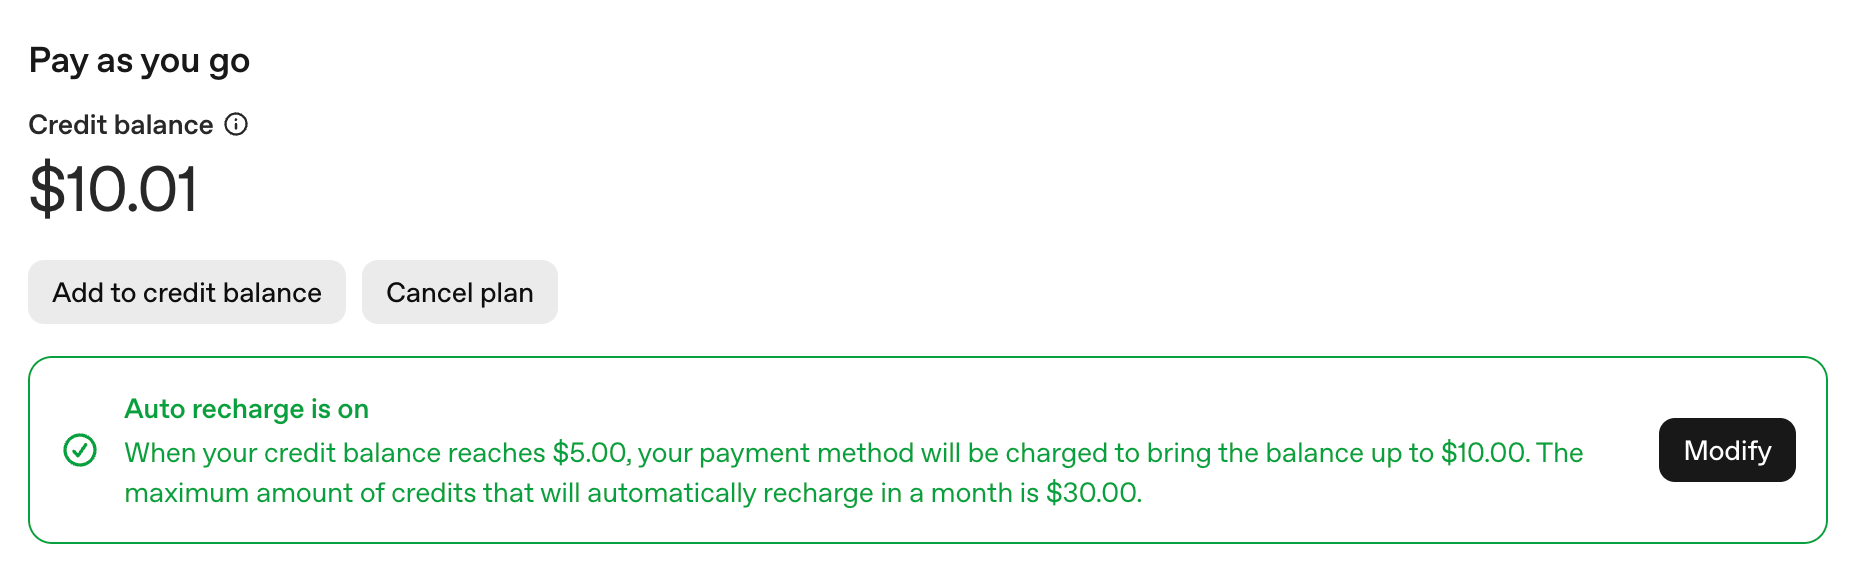 Pay as you go
Credit balance
$10.01
Add to credit balance
Cancel plan
Auto recharge is on
When your credit balance reaches $5.00, your payment method will be charged to bring the balance up to $10.00. The
maximum amount of credits that will automatically recharge in a month is $30.00.
Modify